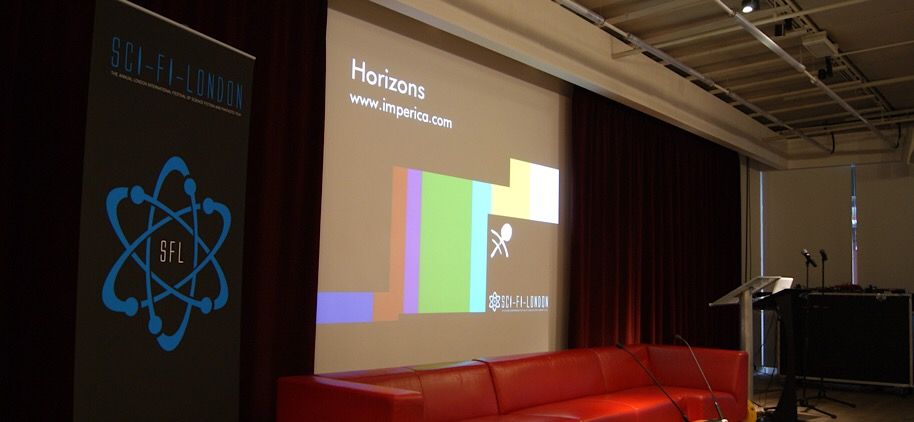 SCI-FI-LONDON
THE ANNUAL LONDON INTERNATIONAL FESTIVAL OF SCIENCE FICTION AND FANTASTIC FILM
SFL
Horizons
www.imperica.com
SCI-FI-LONDON